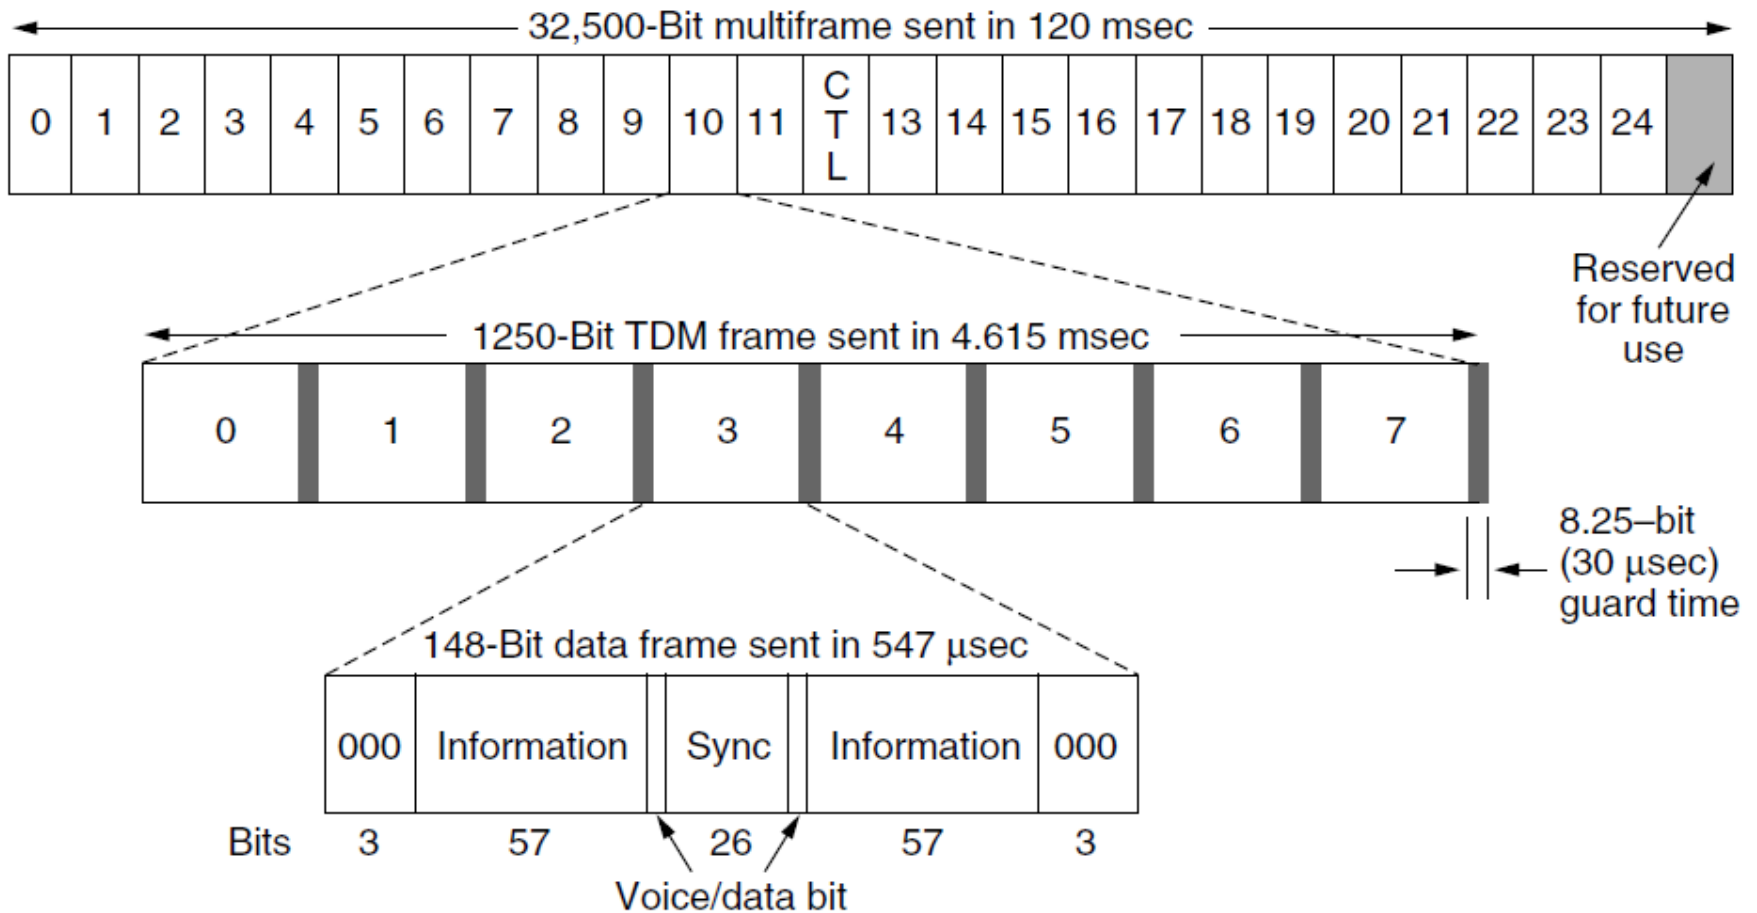 32,500-Bit multiframe sent in 120 msec
0 1 2 3 4 5 6 7 8 9 10 11 CTL 13 14 15 16 17 18 19 20 21 22 23 24
Reserved
for future
use
1250-Bit TDM frame sent in 4.615 msec
0 1 2 3 4 5 6 7
8.25–bit
(30 μsec)
guard time
148-Bit data frame sent in 547 μsec
000 Information Sync Information 000
Bits 3 57 26 57 3
Voice/data bit